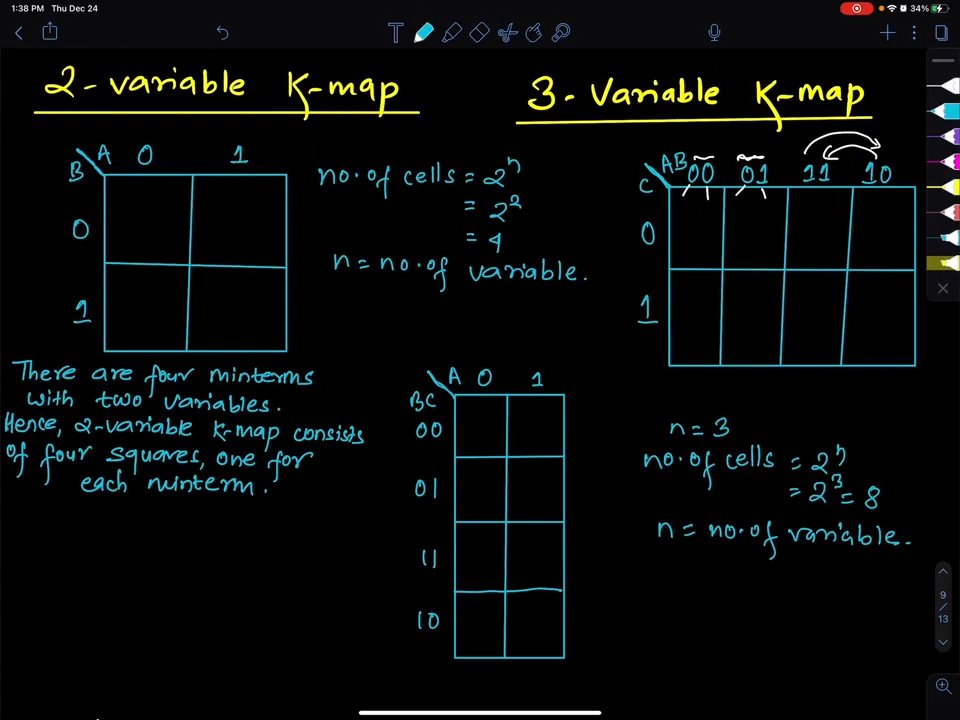 1:38 PM Thu Dec 24
34%
2-variable K-map
3-Variable K-map
A 0 1
B
0
1
no. of cells = 2^n
= 2^2
= 4
n = no. of variable.
AB 00 01 11 10
C
0
1
There are four minterms
with two variables.
Hence, 2-variable K-map consists
of four squares, one for
each minterm.
A 0 1
BC
00
01
11
10
n = 3
no. of cells = 2^n
= 2^3 = 8
n = no. of variable.
9
/
13